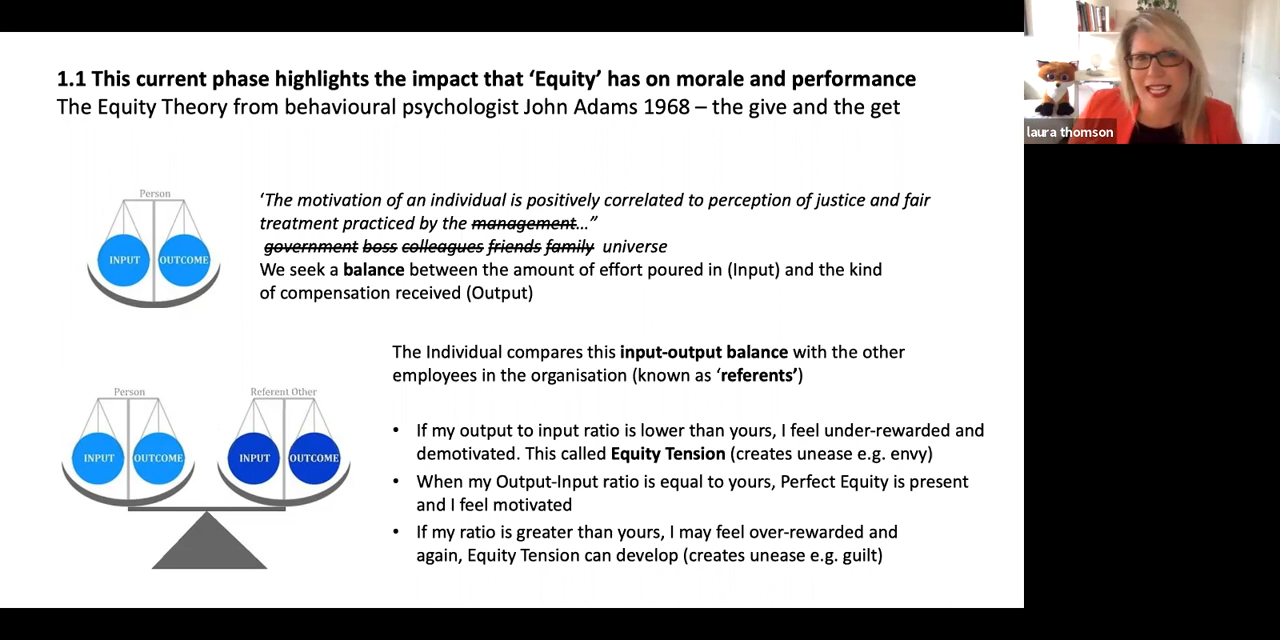 1.1 This current phase highlights the impact that ‘Equity’ has on morale and performance
The Equity Theory from behavioural psychologist John Adams 1968 – the give and the get
laura thomson
Person
INPUT OUTCOME
‘The motivation of an individual is positively correlated to perception of justice and fair
treatment practiced by the management…”
government boss colleagues friends family universe
We seek a balance between the amount of effort poured in (Input) and the kind
of compensation received (Output)
The Individual compares this input-output balance with the other
employees in the organisation (known as ‘referents’)
Person Referent Other
INPUT OUTCOME INPUT OUTCOME
• If my output to input ratio is lower than yours, I feel under-rewarded and
demotivated. This called Equity Tension (creates unease e.g. envy)
• When my Output-Input ratio is equal to yours, Perfect Equity is present
and I feel motivated
• If my ratio is greater than yours, I may feel over-rewarded and
again, Equity Tension can develop (creates unease e.g. guilt)